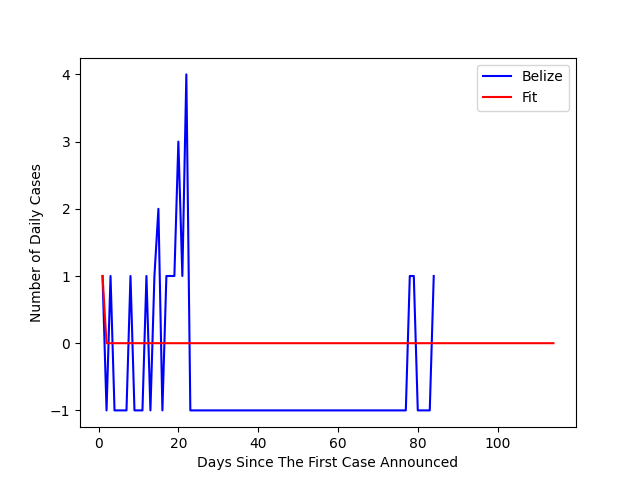 Belize
Fit
Number of Daily Cases
4
3
2
1
0
−1
0 20 40 60 80 100
Days Since The First Case Announced